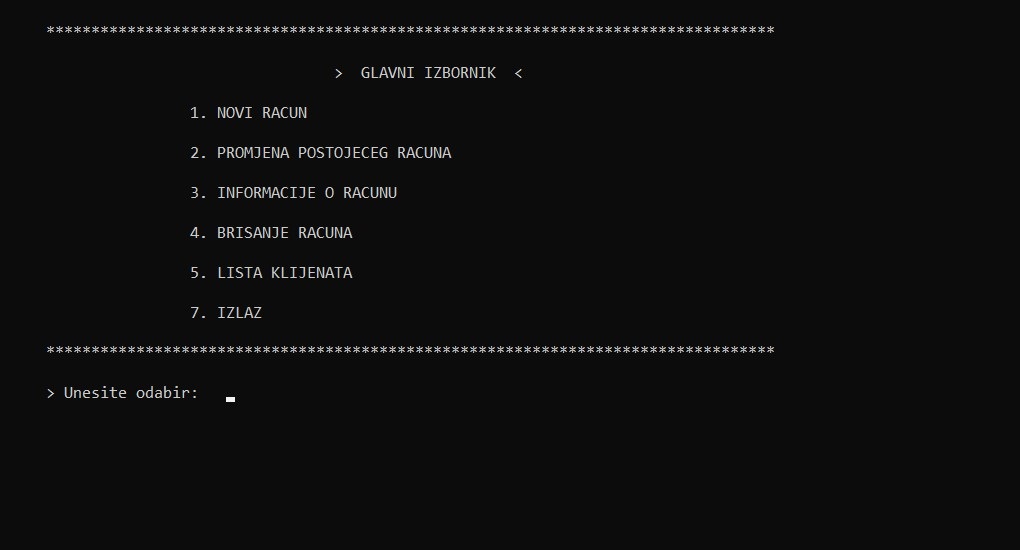 *********************************************************************************
> GLAVNI IZBORNIK <
1. NOVI RACUN
2. PROMJENA POSTOJECEG RACUNA
3. INFORMACIJE O RACUNU
4. BRISANJE RACUNA
5. LISTA KLIJENATA
7. IZLAZ
*********************************************************************************
> Unesite odabir: